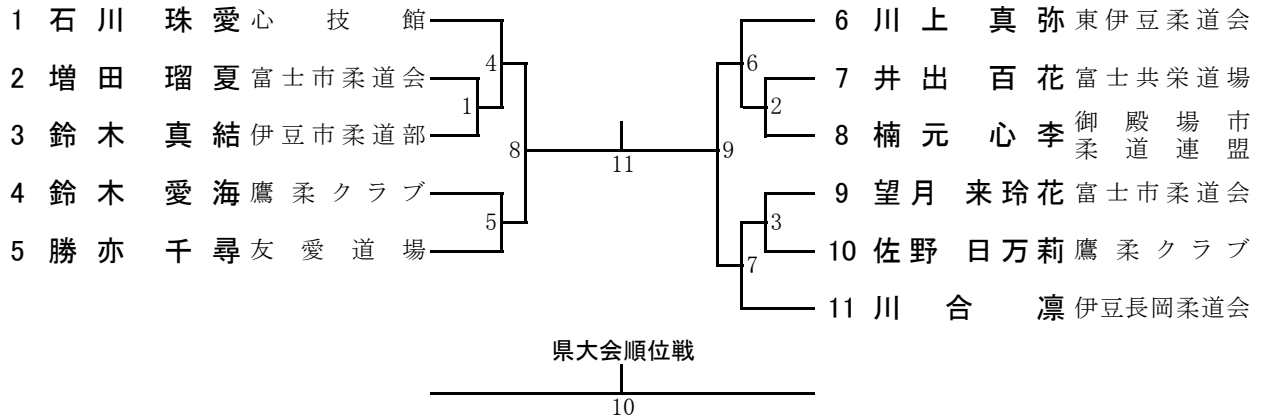 1 石川 珠愛 心技館
2 増田 瑠夏 富士市柔道会
3 鈴木 真結 伊豆市柔道部
4 鈴木 愛海 鷹柔クラブ
5 勝亦 千尋 友愛道場
4
1
8
5
11
6 川上 真弥 東伊豆柔道会
7 井出 百花 富士共栄道場
8 楠元 心李 御殿場市
柔道連盟
9 望月 来玲花 富士市柔道会
10 佐野 日万莉 鷹柔クラブ
11 川合 凛 伊豆長岡柔道会
6
2
9
3
7
県大会順位戦
10